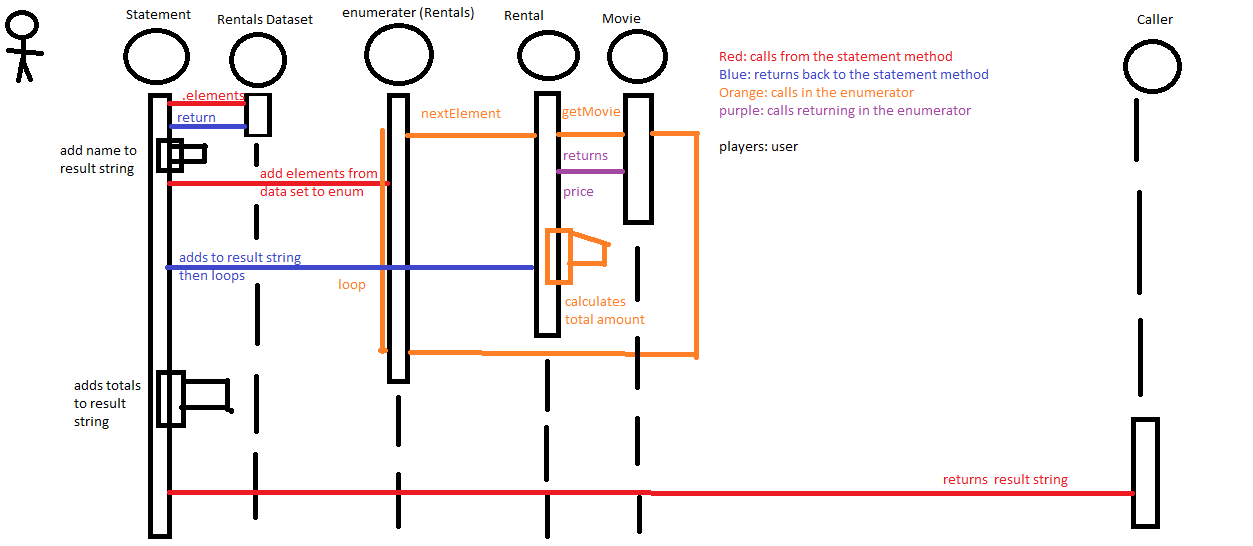 Statement
Rentals Dataset
enumerater (Rentals)
Rental
Movie
Caller
Red: calls from the statement method
Blue: returns back to the statement method
Orange: calls in the enumerator
purple: calls returning in the enumerator
players: user
.elements
return
nextElement
getMovie
add name to
result string
returns
price
add elements from
data set to enum
adds to result string
then loops
loop
calculates
total amount
adds totals
to result
string
returns result string